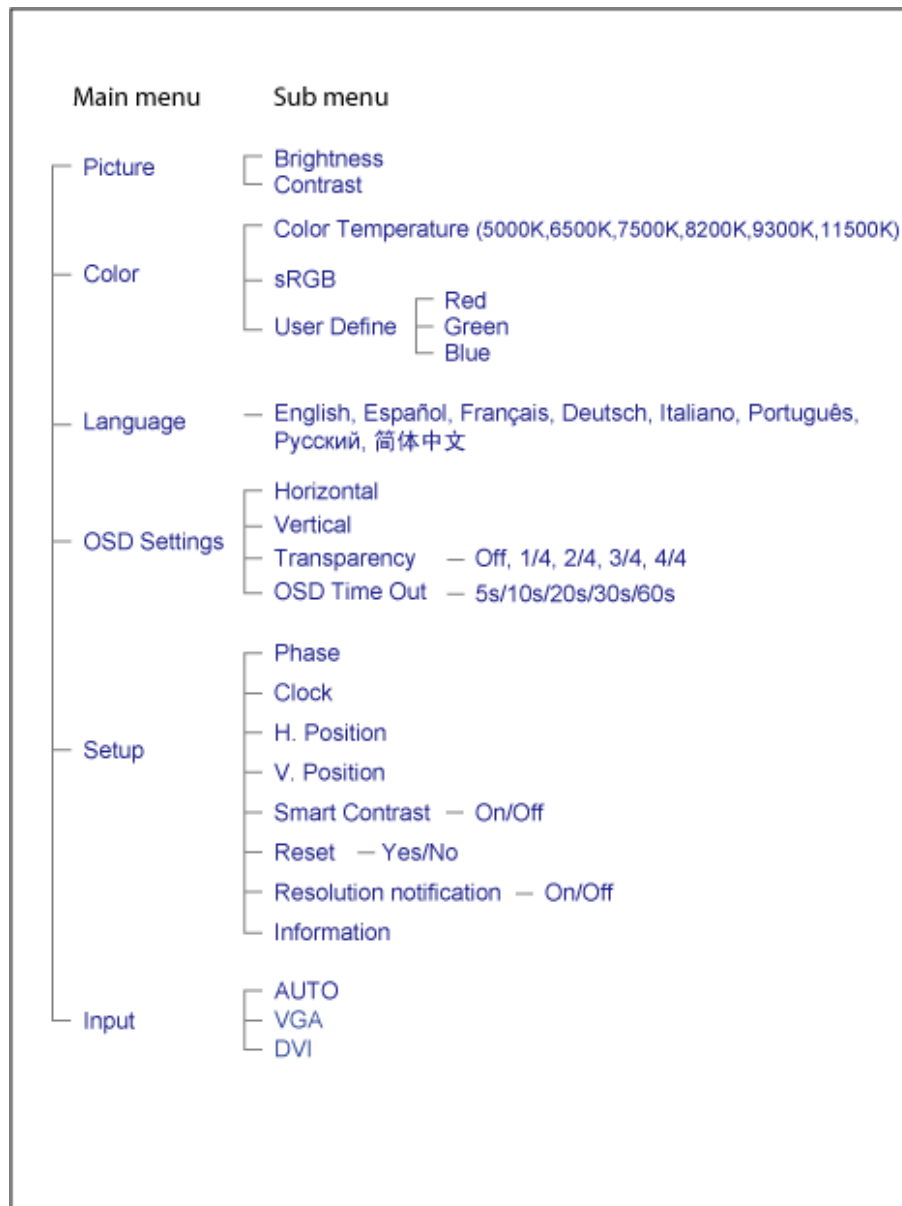 Main menu Sub menu
Picture Brightness
Contrast
Color Temperature (5000K,6500K,7500K,8200K,9300K,11500K)
Color sRGB
Red
User Define Green
Blue
Language English, Español, Français, Deutsch, Italiano, Português,
Русский, 简体中文
Horizontal
Vertical
OSD Settings Transparency Off, 1/4, 2/4, 3/4, 4/4
OSD Time Out 5s/10s/20s/30s/60s
Phase
Clock
H. Position
Setup V. Position
Smart Contrast On/Off
Reset Yes/No
Resolution notification On/Off
Information
AUTO
Input VGA
DVI